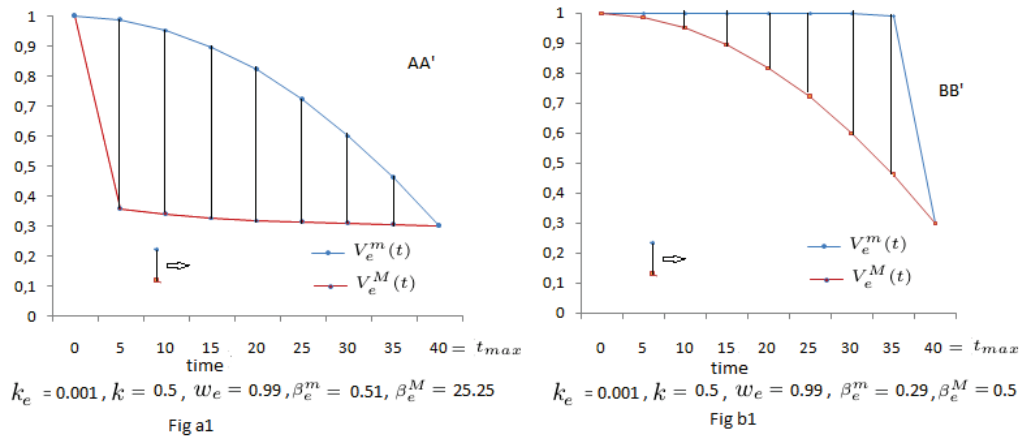 1
0,9
0,8
0,7
0,6
0,5
0,4
0,3
0,2
0,1
0
AA'
V_e^m(t)
V_e^M(t)
0 5 10 15 20 25 30 35 40 = t_{max}
time
k_e = 0.001 , k = 0.5 , w_e = 0.99 , β_e^m = 0.51, β_e^M = 25.25
Fig a1
1
0,9
0,8
0,7
0,6
0,5
0,4
0,3
0,2
0,1
0
BB'
V_e^m(t)
V_e^M(t)
0 5 10 15 20 25 30 35 40 = t_{max}
time
k_e = 0.001 , k = 0.5 , w_e = 0.99 , β_e^m = 0.29, β_e^M = 0.5
Fig b1